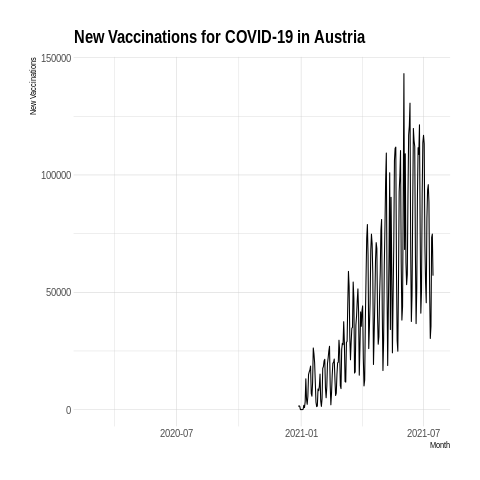 New Vaccinations for COVID-19 in Austria
New Vaccinations
150000
100000
50000
0
2020-07
2021-01
2021-07
Month